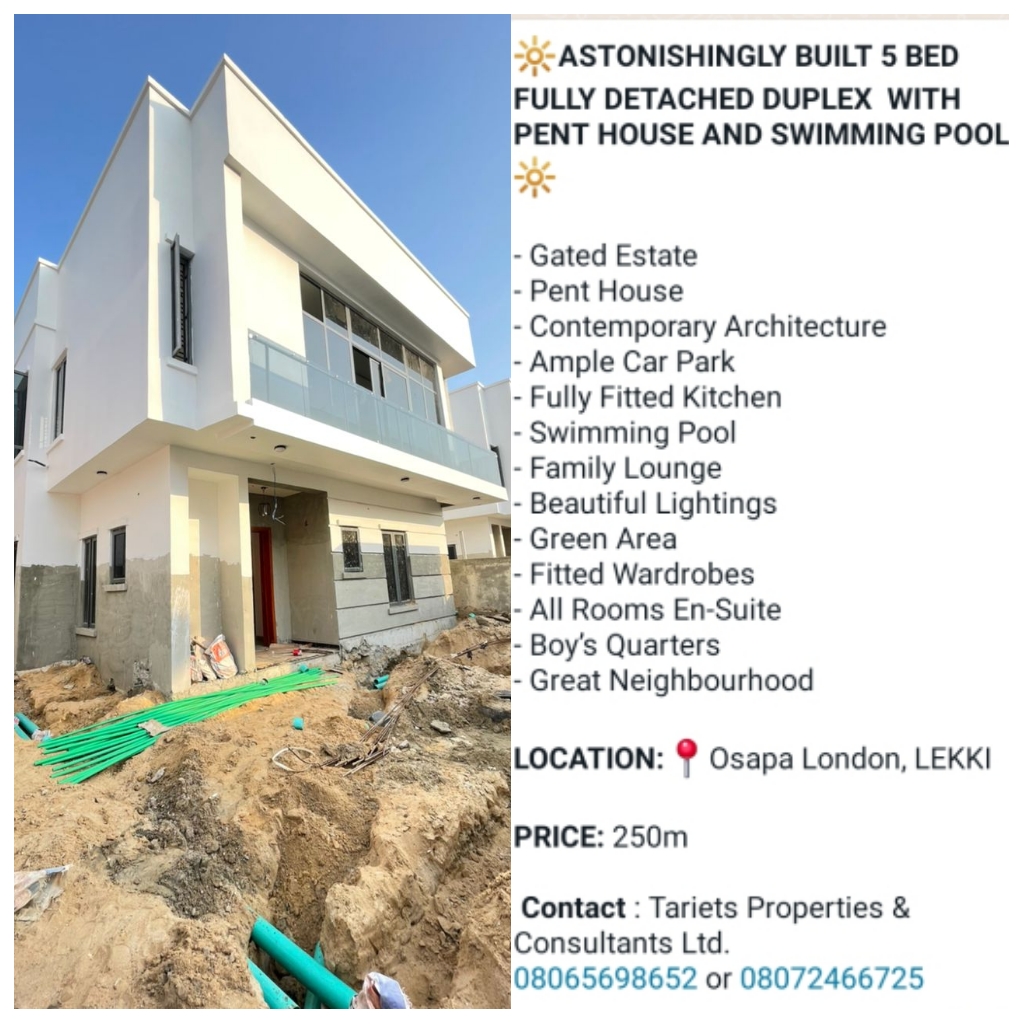 🔆ASTONISHINGLY BUILT 5 BED
FULLY DETACHED DUPLEX WITH
PENT HOUSE AND SWIMMING POOL
🔆
- Gated Estate
- Pent House
- Contemporary Architecture
- Ample Car Park
- Fully Fitted Kitchen
- Swimming Pool
- Family Lounge
- Beautiful Lightings
- Green Area
- Fitted Wardrobes
- All Rooms En-Suite
- Boy’s Quarters
- Great Neighbourhood
LOCATION: 📍 Osapa London, LEKKI
PRICE: 250m
Contact : Tariets Properties &
Consultants Ltd.
08065698652 or 08072466725